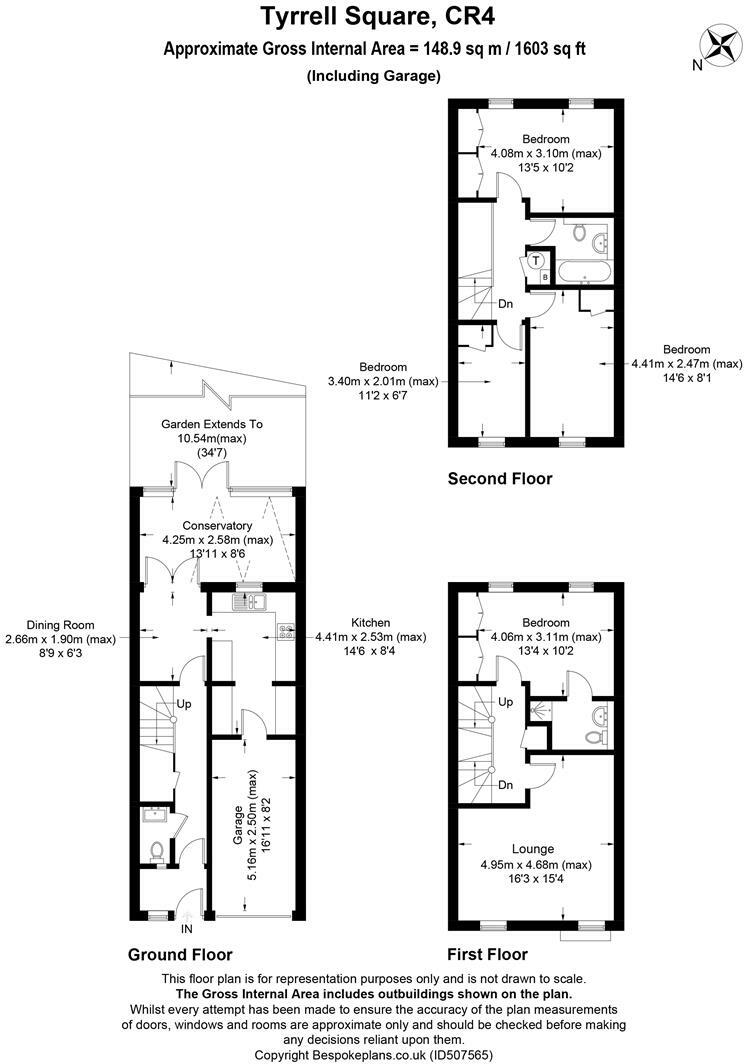 Tyrrell Square, CR4
Approximate Gross Internal Area = 148.9 sq m / 1603 sq ft
(Including Garage)
N
Bedroom
4.08m x 3.10m (max)
13'5 x 10'2
T
B
Dn
Bedroom
3.40m x 2.01m (max)
11'2 x 6'7
Bedroom
4.41m x 2.47m (max)
14'6 x 8'1
Second Floor
Garden Extends To
10.54m(max)
(34'7)
Conservatory
4.25m x 2.58m (max)
13'11 x 8'6
Dining Room
2.66m x 1.90m (max)
8'9 x 6'3
Kitchen
4.41m x 2.53m (max)
14'6 x 8'4
Up
Garage
5.16m x 2.50m (max)
16'11 x 8'2
IN
Ground Floor
Bedroom
4.06m x 3.11m (max)
13'4 x 10'2
Up
Dn
Lounge
4.95m x 4.68m (max)
16'3 x 15'4
First Floor
This floor plan is for representation purposes only and is not drawn to scale.
The Gross Internal Area includes outbuildings shown on the plan.
Whilst every attempt has been made to ensure the accuracy of the plan measurements
of doors, windows and rooms are approximate only and should be checked before making
any decisions reliant upon them.
Copyright Bespokeplans.co.uk (ID507565)